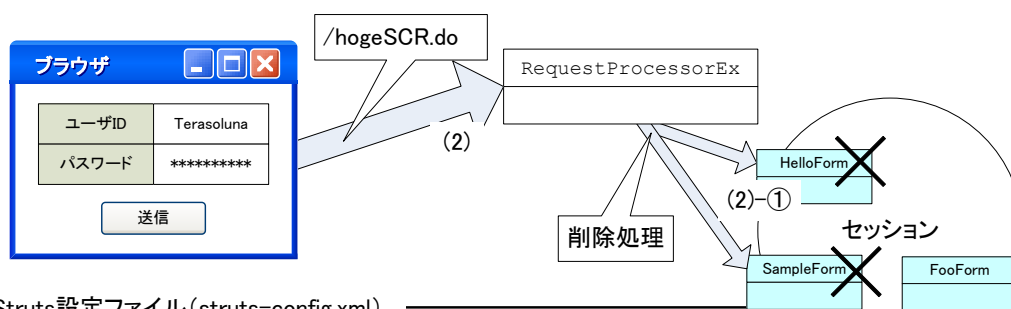 /hogeSCR.do
ブラウザ
RequestProcessorEx
ユーザID
Terasoluna
パスワード
**********
(2)
HelloForm
送信
(2)-①
削除処理
セッション
SampleForm
FooForm
Struts設定ファイル(struts-config.xml)